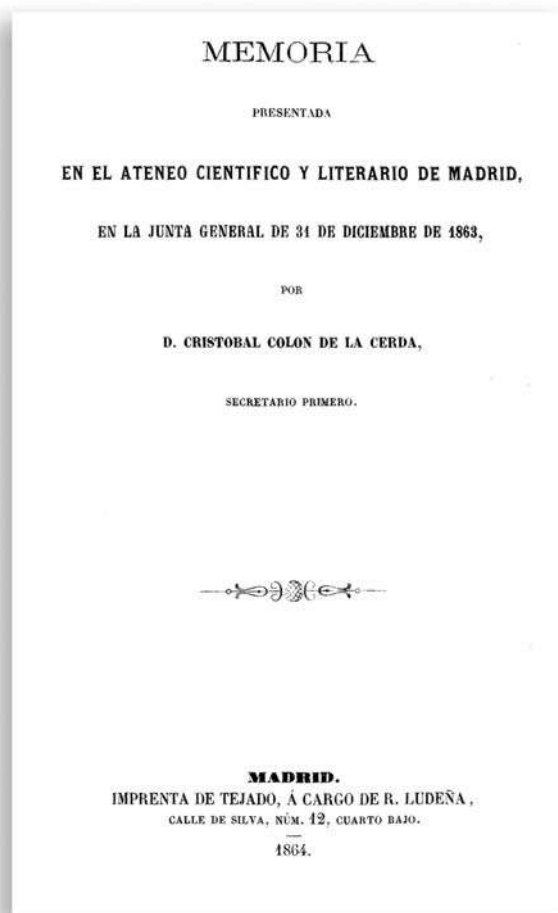 MEMORIA
PRESENTADA
EN EL ATENEO CIENTIFICO Y LITERARIO DE MADRID,
EN LA JUNTA GENERAL DE 31 DE DICIEMBRE DE 1863,
POR
D. CRISTOBAL COLON DE LA CERDA,
SECRETARIO PRIMERO.
MADRID.
IMPRENTA DE TEJADO, Á CARGO DE R. LUDEÑA,
CALLE DE SILVA, NÚM. 12, CUARTO BAJO.
1864.